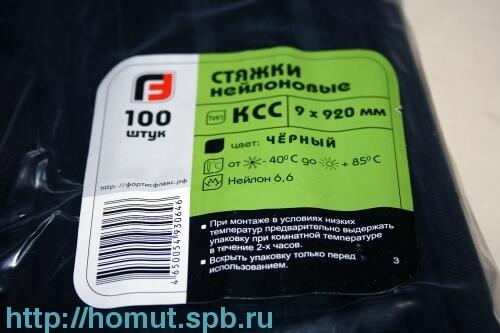 СТЯЖКИ
НЕЙЛОНОВЫЕ
100
штук
тип КСС 9 x 920 мм
цвет: ЧЁРНЫЙ
от -40°C до +85°C
Нейлон 6,6
http://фортисфлекс.рф
4650054930646
При монтаже в условиях низких
температур предварительно выдержать
упаковку при комнатной температуре
в течение 2-х часов.
Вскрыть упаковку только перед
использованием.
3
http://homut.spb.ru